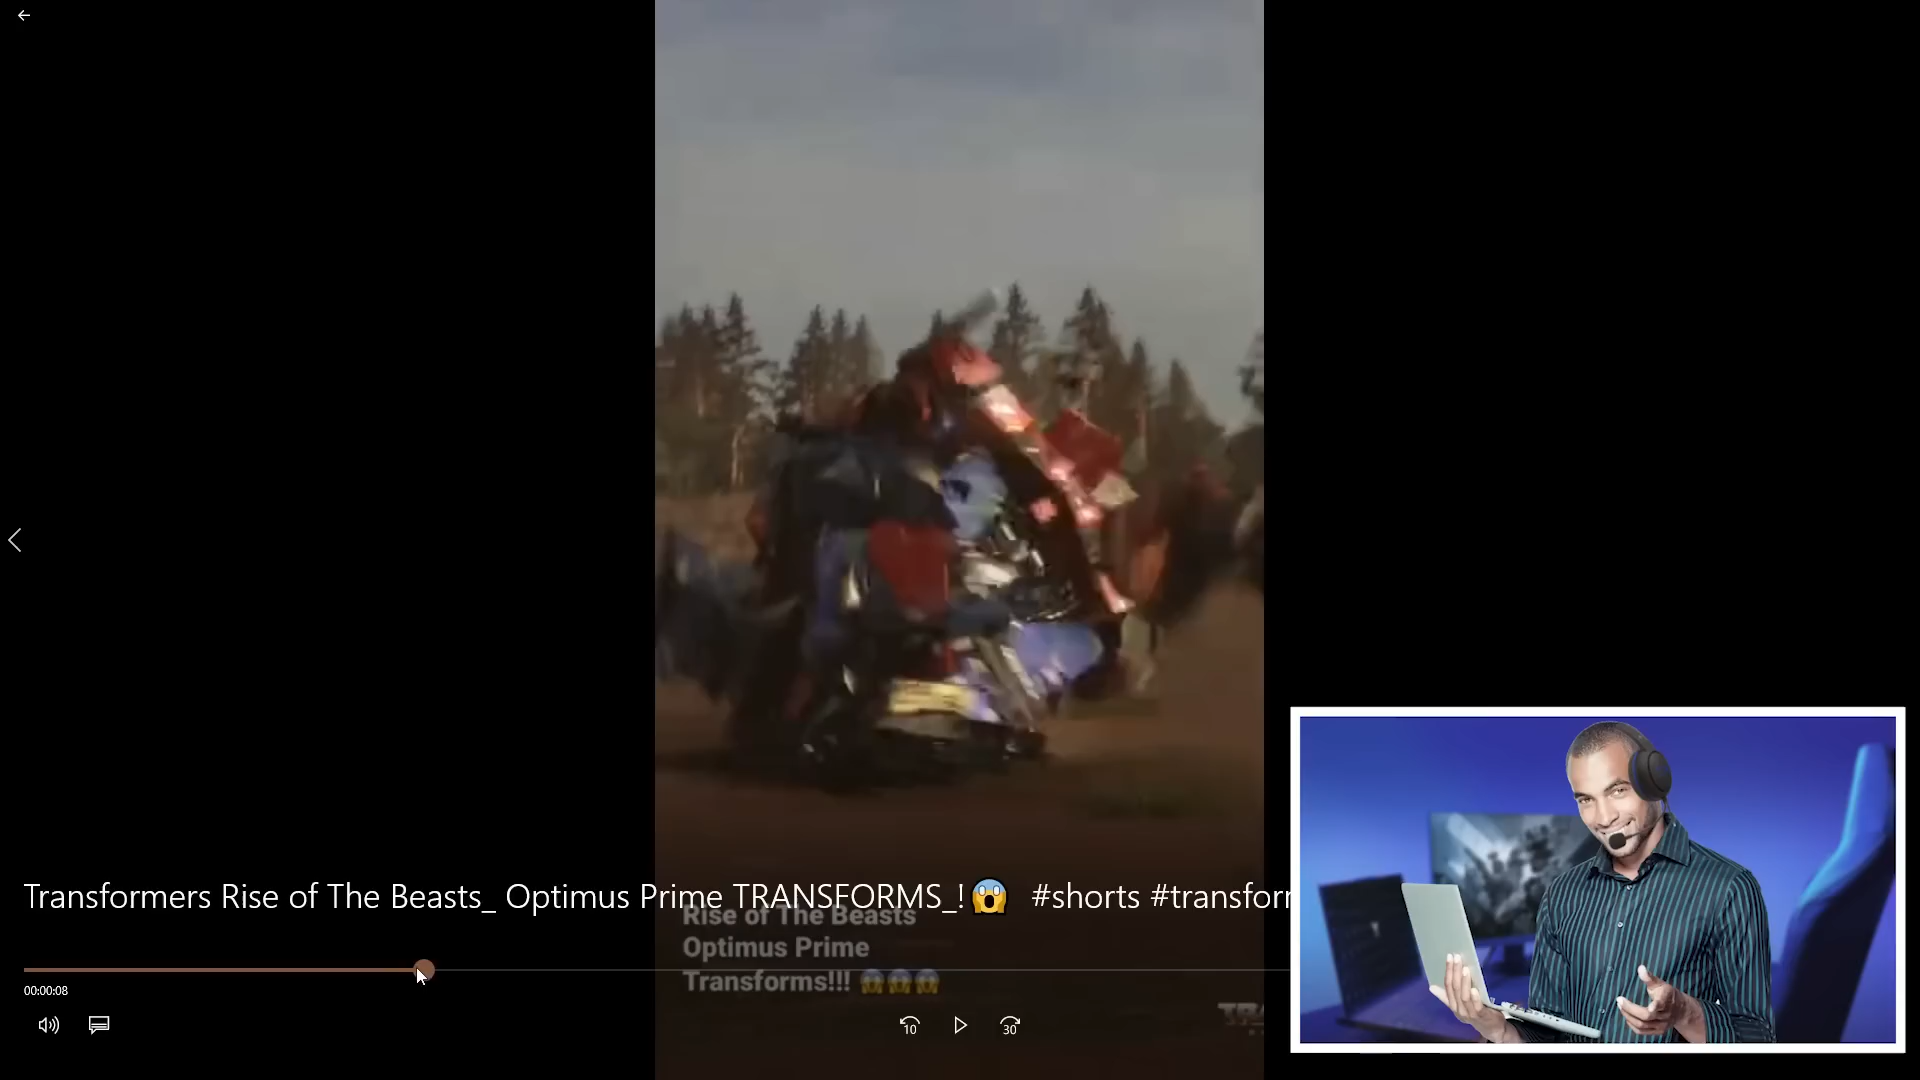 Transformers Rise of The Beasts_ Optimus Prime TRANSFORMS_!😱 #shorts #transform
Rise of The Beasts
Optimus Prime
Transforms!!! 😱😱😱
00:00:08
10
30